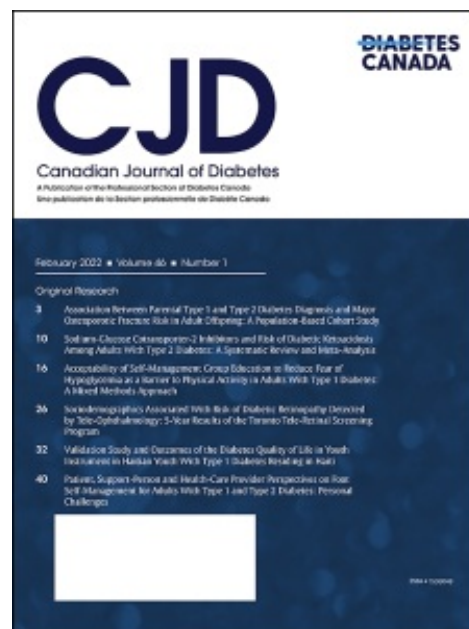 DIABETES
CANADA
CJD
Canadian Journal of Diabetes
A Publication of the Professional Section of Diabetes Canada
Une publication de la Section professionnelle de Diabète Canada
February 2022 ★ Volume 46 ★ Number 1
Original Research
3 Association Between Parental Type 1 and Type 2 Diabetes Diagnosis and Major
Osteoporotic Fracture Risk in Adult Offspring: A Population-Based Cohort Study
10 Sodium-Glucose Cotransporter-2 Inhibitors and Risk of Diabetic Ketoacidosis
Among Adults With Type 2 Diabetes: A Systematic Review and Meta-Analysis
16 Acceptability of Self-Management Group Education to Reduce Fear of
Hypoglycemia as a Barrier to Physical Activity in Adults With Type 1 Diabetes:
A Mixed Methods Approach
26 Sociodemographics Associated With Risk of Diabetic Retinopathy Detected
by Tele-Ophthalmology: 5-Year Results of the Toronto Tele-Retinal Screening
Program
32 Validation Study and Outcomes of the Diabetes Quality of Life in Youth
Instrument in Haitian Youth With Type 1 Diabetes Residing in Haiti
40 Patient, Support-Person and Health-Care Provider Perspectives on Foot
Self-Management for Adults With Type 1 and Type 2 Diabetes: Personal
Challenges